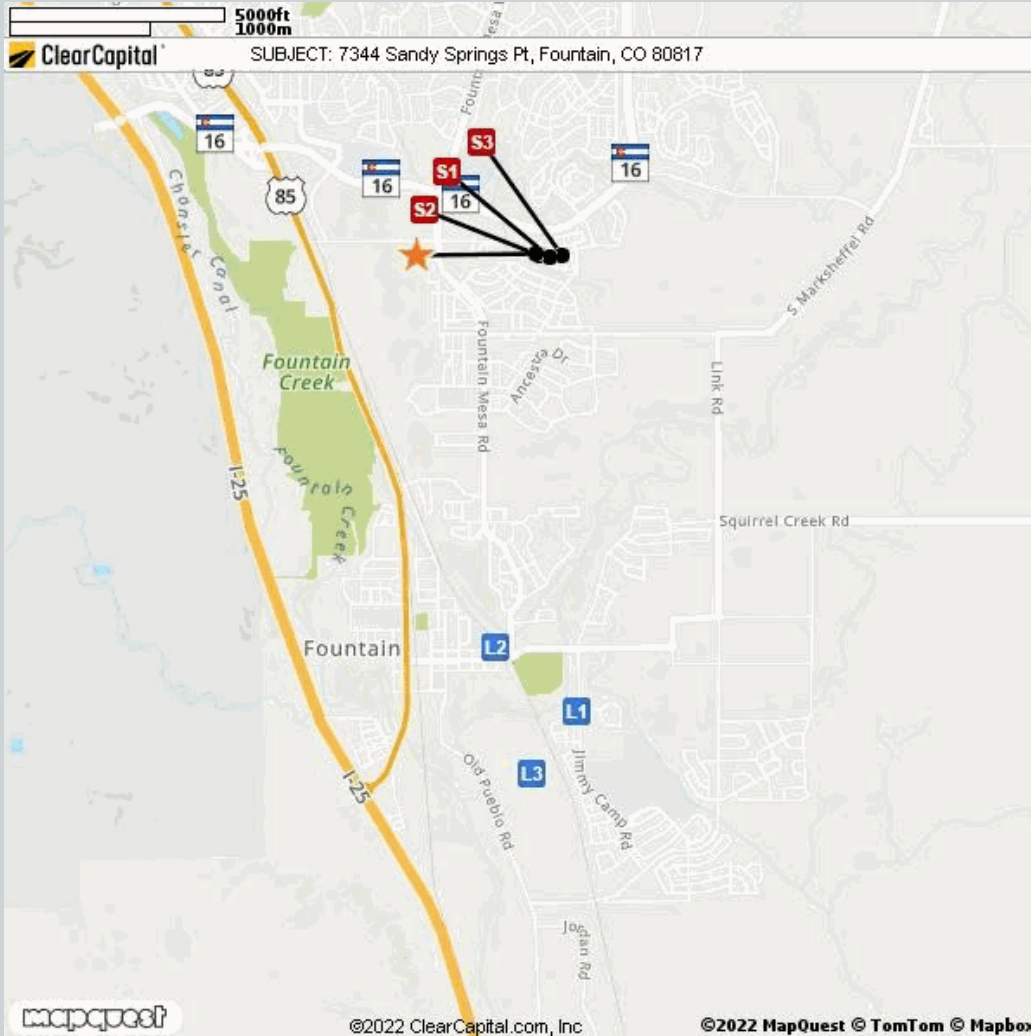 5000ft
1000m
ClearCapital
SUBJECT: 7344 Sandy Springs Pt, Fountain, CO 80817
85
16
16
16
16
85
S3
S1
S2
Chonsler Canal
S Marksheffel Rd
Fountain Mesa Rd
Ancestra Dr
Link Rd
Fountain
Creek
Fountain Creek
I-25
Squirrel Creek Rd
Fountain
L2
L1
L3
Old Pueblo Rd
Jimmy Camp Rd
I-25
Jordan Rd
mapquest
©2022 ClearCapital.com, Inc
©2022 MapQuest © TomTom © Mapbox